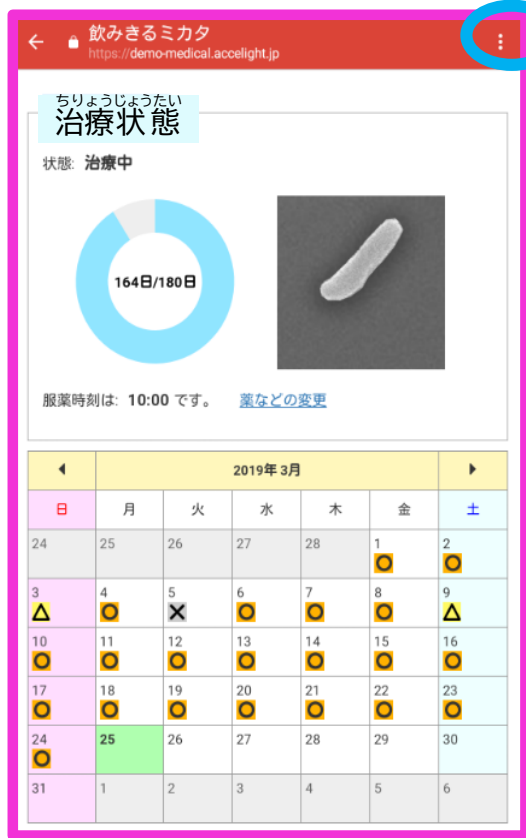 飲みきるミカタ
https://demo-medical.accelight.jp
ちりょうじょうたい
治療状態
状態: 治療中
164日/180日
服薬時刻は: 10:00 です。 薬などの変更
2019年 3月
日 月 火 水 木 金 土
24 25 26 27 28 1 2
3 4 5 6 7 8 9
10 11 12 13 14 15 16
17 18 19 20 21 22 23
24 25 26 27 28 29 30
31 1 2 3 4 5 6